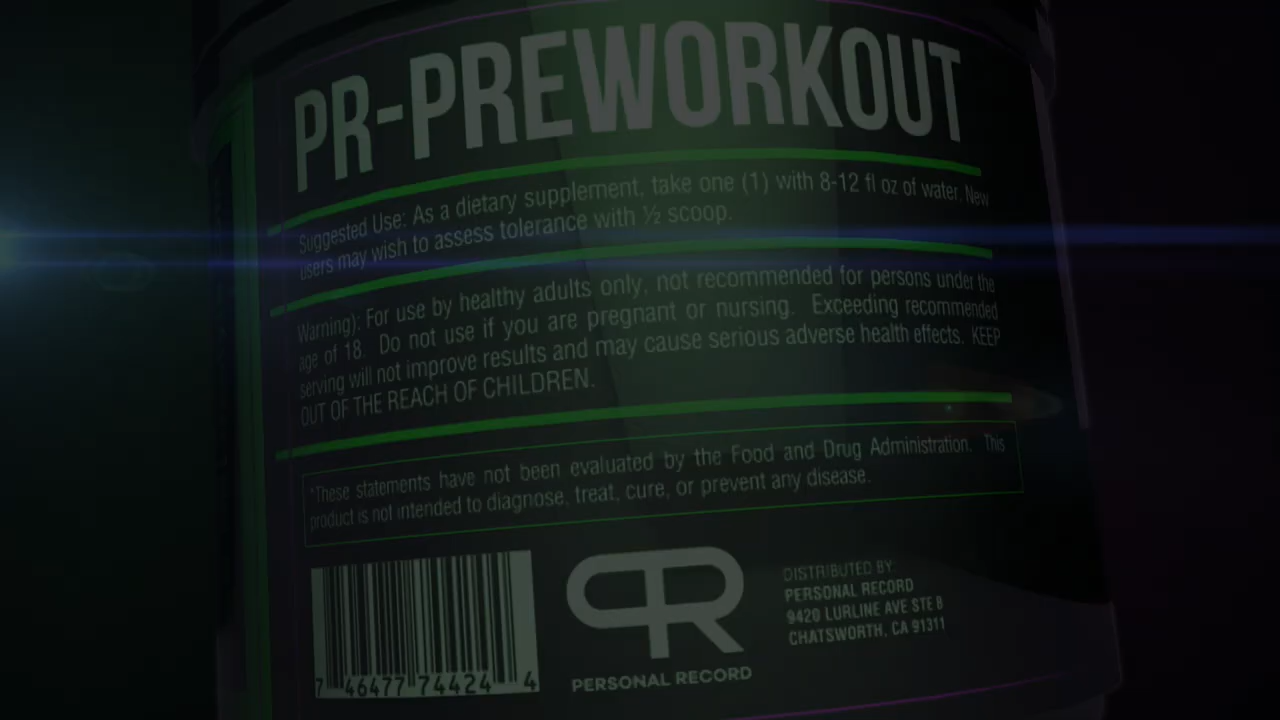 PR-PREWORKOUT
Suggested Use: As a dietary supplement, take one (1) with 8-12 fl oz of water. New
users may wish to assess tolerance with ½ scoop.
Warning): For use by healthy adults only, not recommended for persons under the
age of 18. Do not use if you are pregnant or nursing. Exceeding recommended
serving will not improve results and may cause serious adverse health effects. KEEP
OUT OF THE REACH OF CHILDREN.
*These statements have not been evaluated by the Food and Drug Administration. This
product is not intended to diagnose, treat, cure, or prevent any disease.
7 46477 74424 4
PR
PERSONAL RECORD
DISTRIBUTED BY:
PERSONAL RECORD
9420 LURLINE AVE STE B
CHATSWORTH, CA 91311